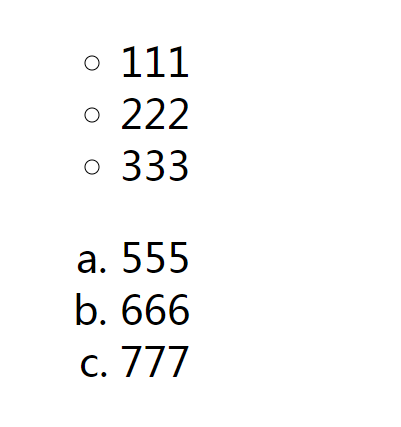 ○ 111
○ 222
○ 333
a. 555
b. 666
c. 777